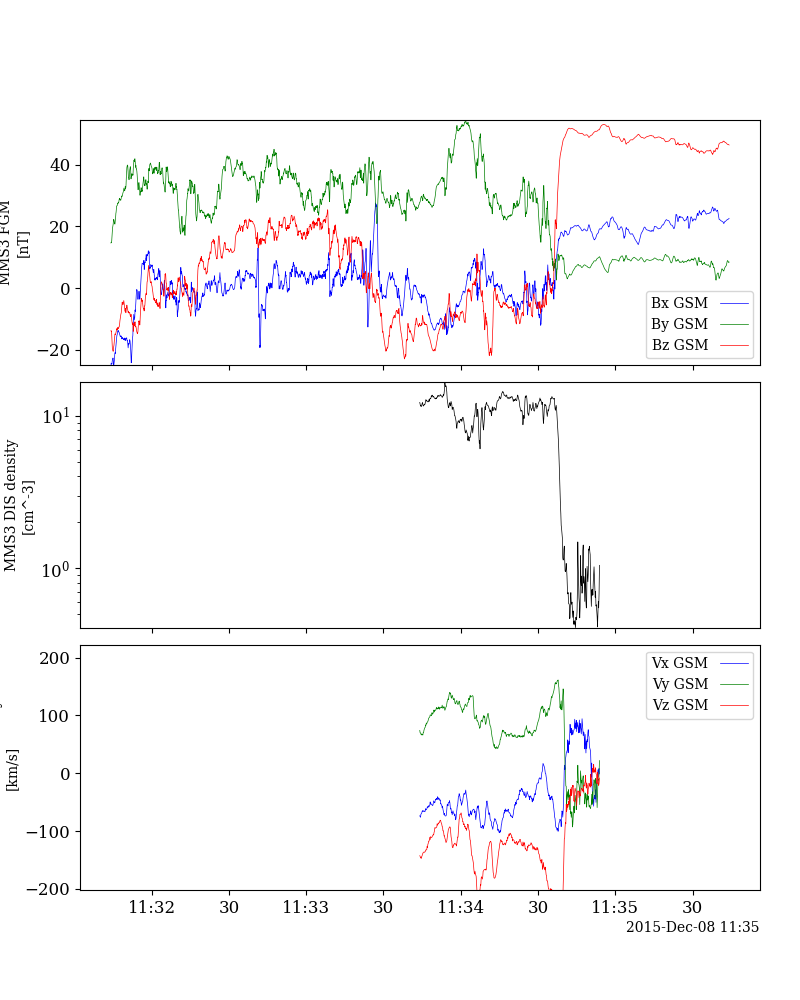 40
20
0
−20
MMS3 FGM
[nT]
Bx GSM
By GSM
Bz GSM
10^1
10^0
MMS3 DIS density
[cm^-3]
200
100
0
−100
−200
[km/s]
Vx GSM
Vy GSM
Vz GSM
11:32 30 11:33 30 11:34 30 11:35 30
2015-Dec-08 11:35